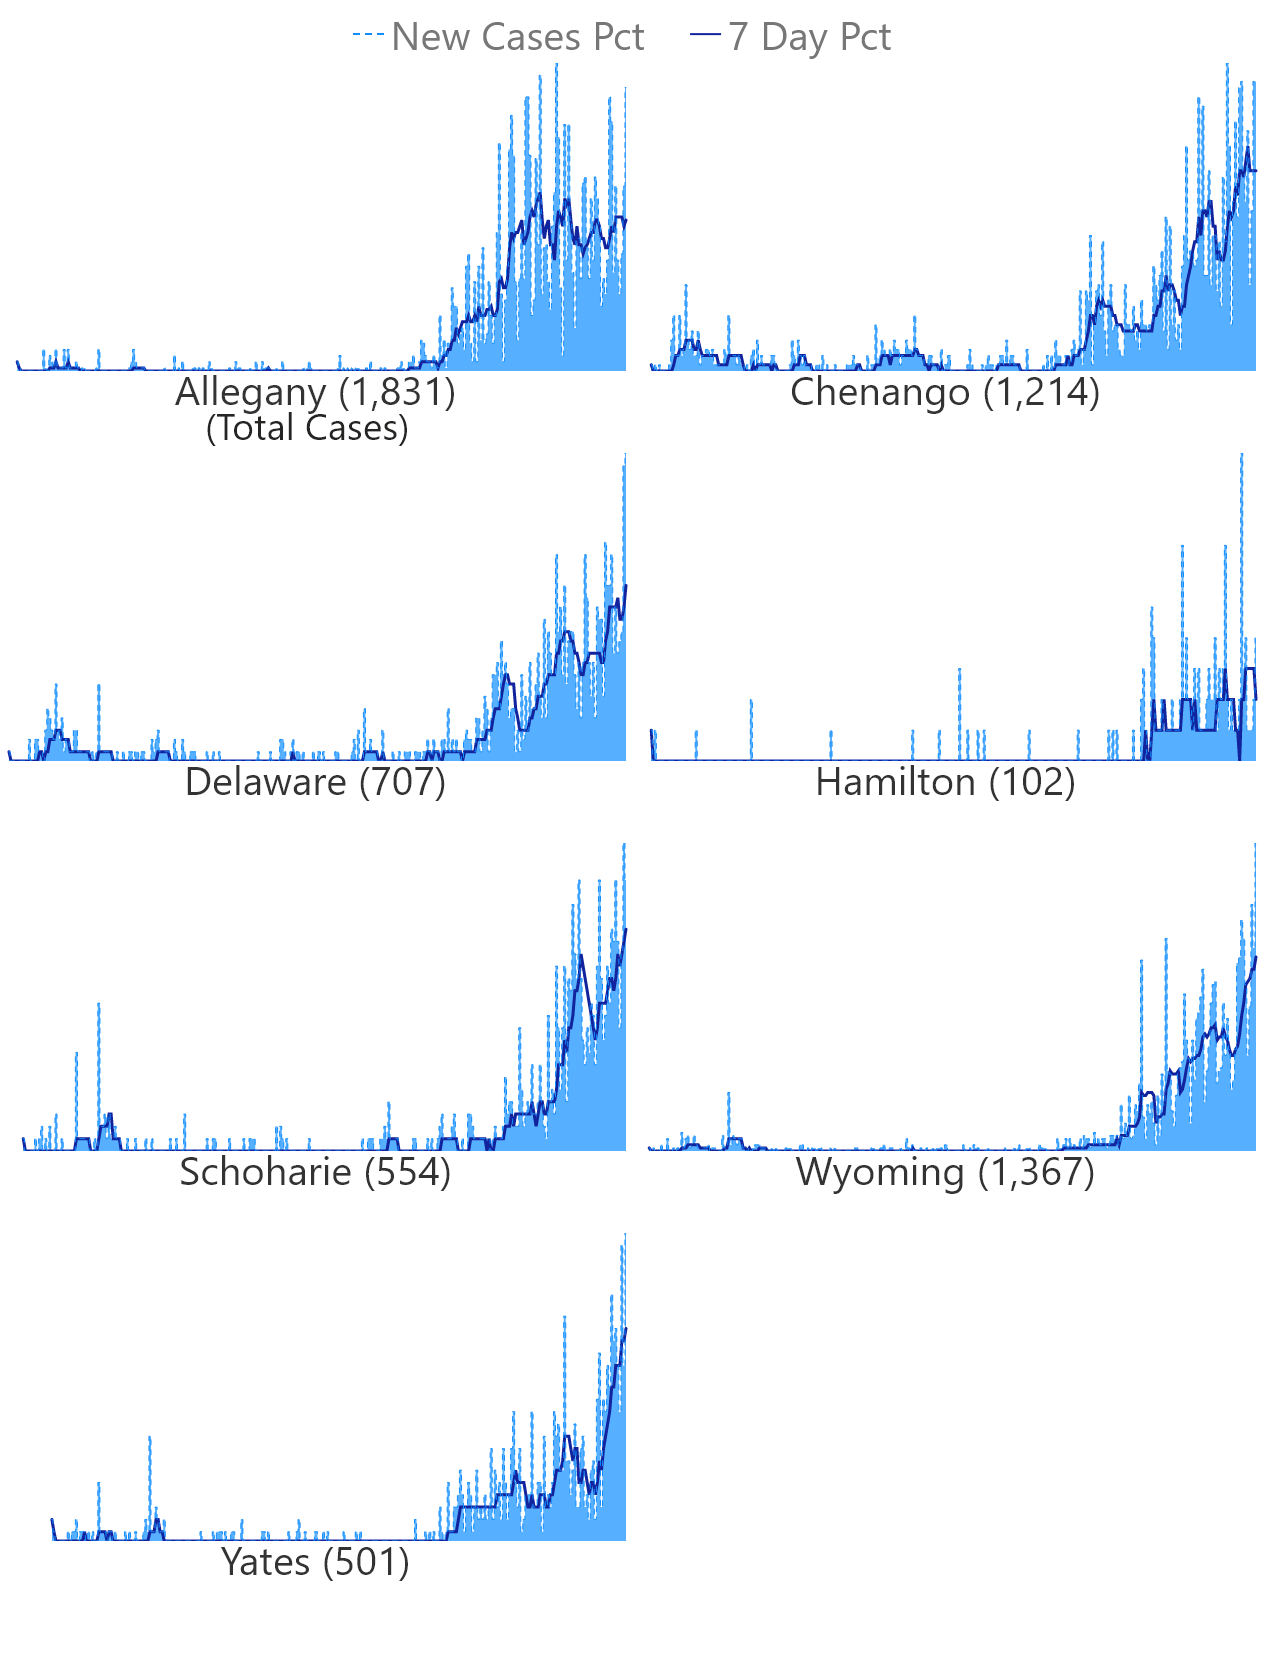 New Cases Pct 7 Day Pct
Allegany (1,831)
(Total Cases)
Chenango (1,214)
Delaware (707)
Hamilton (102)
Schoharie (554)
Wyoming (1,367)
Yates (501)